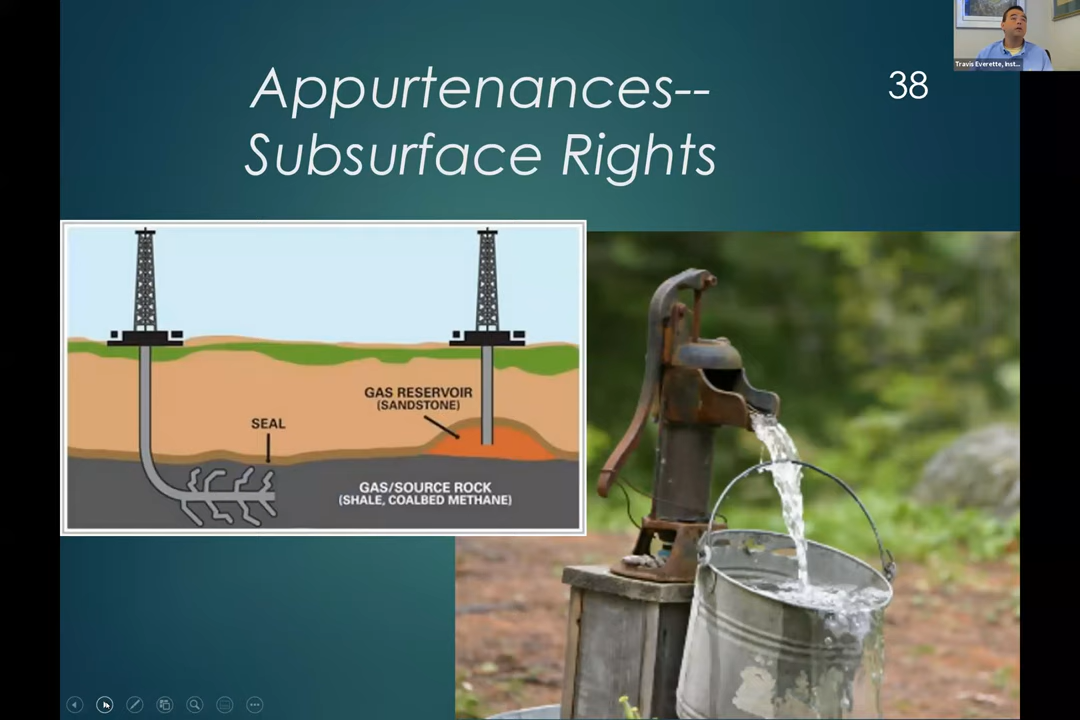 Appurtenances--
Subsurface Rights
38
Travis Everette, Inst...
GAS RESERVOIR
(SANDSTONE)
SEAL
GAS/SOURCE ROCK
(SHALE, COALBED METHANE)